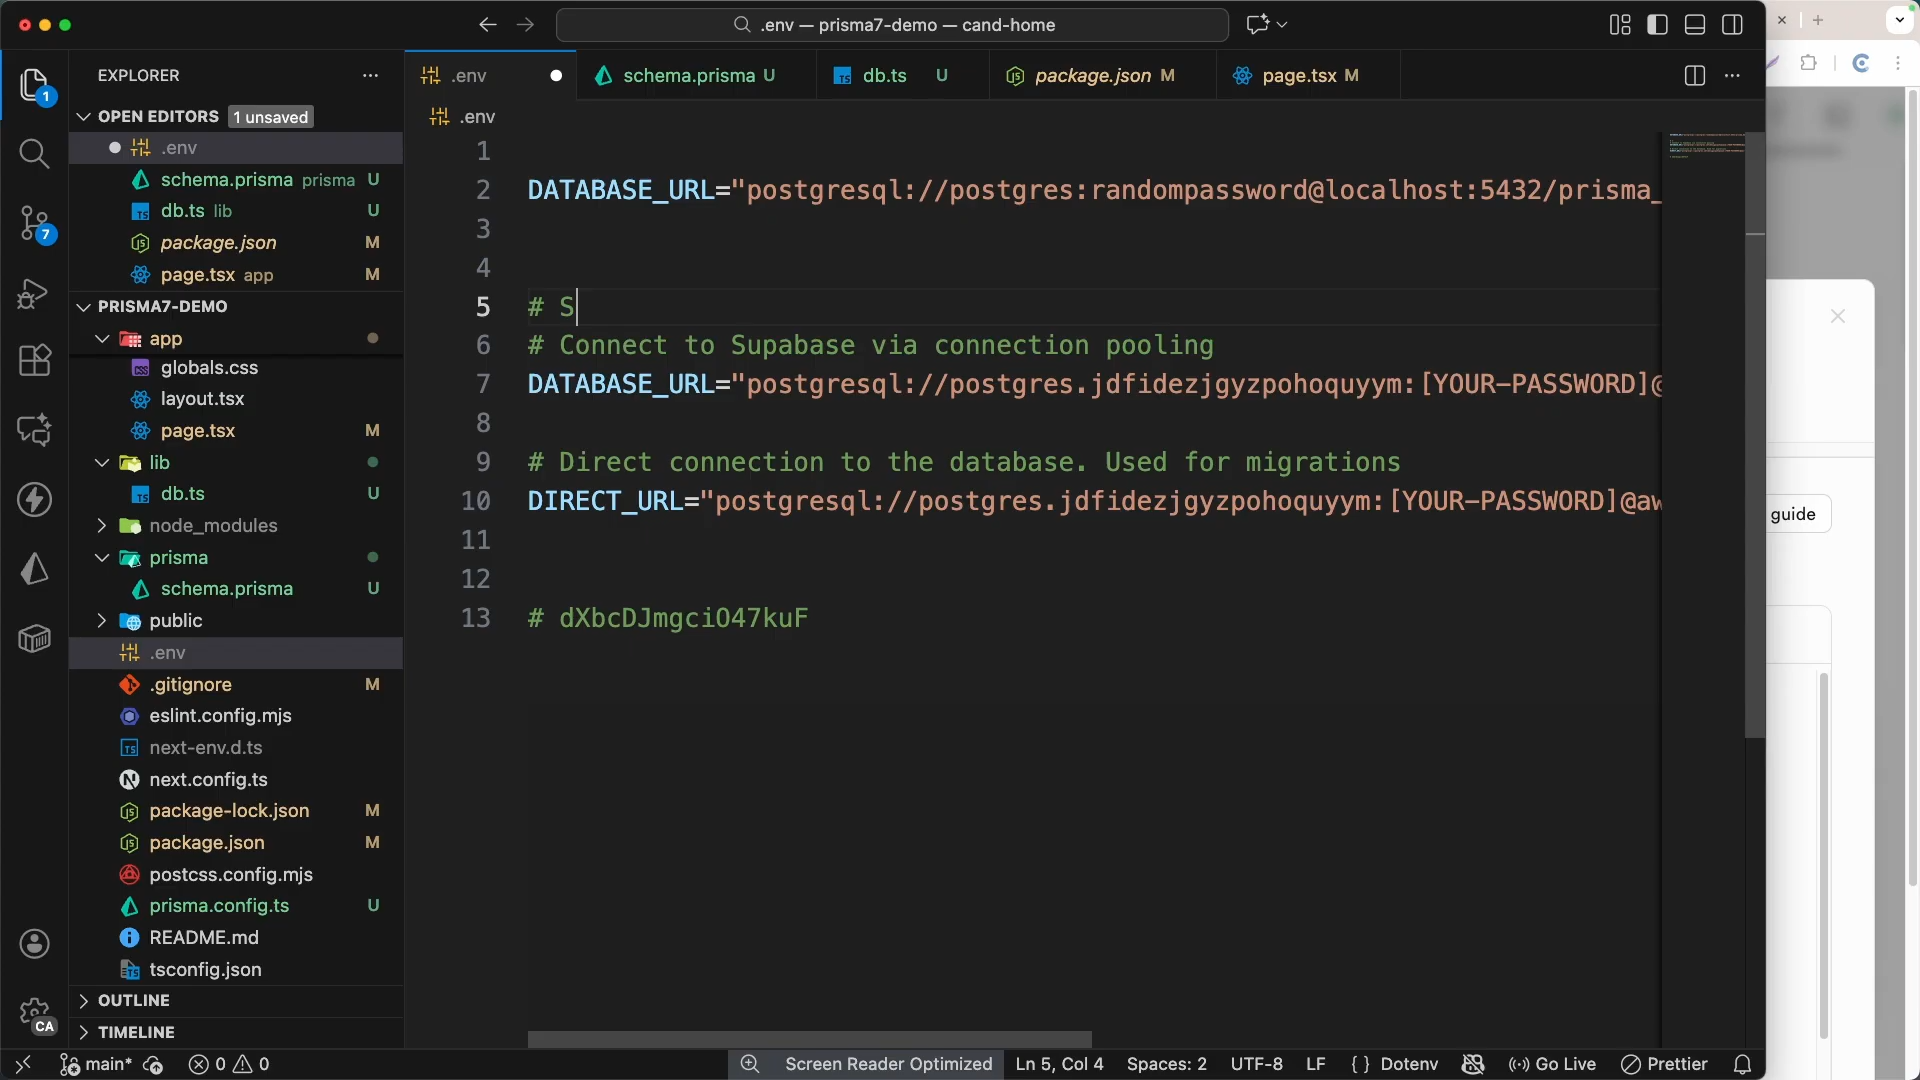 .env — prisma7-demo — cand-home
EXPLORER
1
OPEN EDITORS 1 unsaved
.env
schema.prisma prisma U
db.ts lib U
package.json M
page.tsx app M
7
PRISMA7-DEMO
app
globals.css
layout.tsx
page.tsx M
lib
db.ts U
node_modules
prisma
schema.prisma U
public
.env
.gitignore M
eslint.config.mjs
next-env.d.ts
next.config.ts
package-lock.json M
package.json M
postcss.config.mjs
prisma.config.ts U
README.md
tsconfig.json
OUTLINE
TIMELINE
CA
.env schema.prisma U db.ts U package.json M page.tsx M
.env
1
2 DATABASE_URL="postgresql://postgres:randompassword@localhost:5432/prisma_
3
4
5 # S
6 # Connect to Supabase via connection pooling
7 DATABASE_URL="postgresql://postgres.jdfidezjgyzpohoquyym:[YOUR-PASSWORD]@
8
9 # Direct connection to the database. Used for migrations
10 DIRECT_URL="postgresql://postgres.jdfidezjgyzpohoquyym:[YOUR-PASSWORD]@aw
11
12
13 # dXbcDJmgciO47kuF
guide
main* 0 0 Screen Reader Optimized Ln 5, Col 4 Spaces: 2 UTF-8 LF { } Dotenv Go Live Prettier